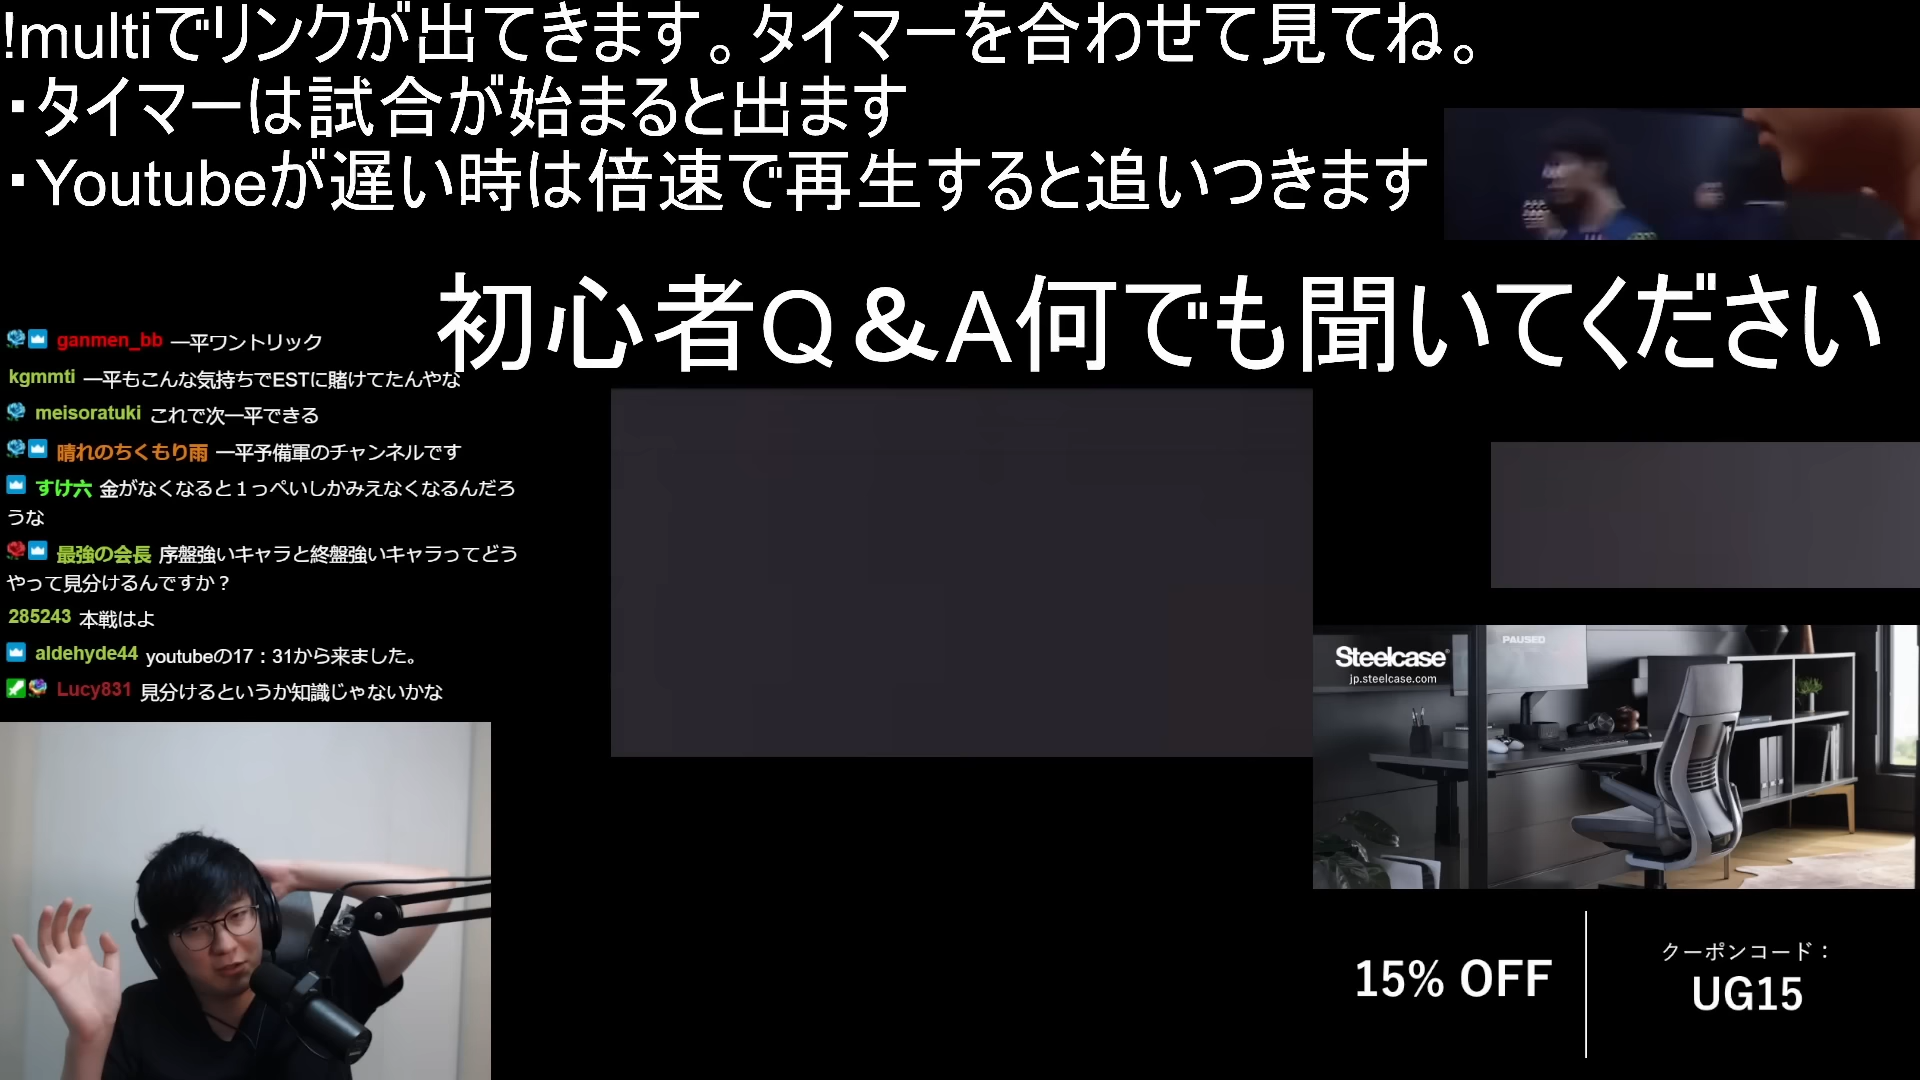 !multiでリンクが出てきます。タイマーを合わせて見てね。
・タイマーは試合が始まると出ます
・Youtubeが遅い時は倍速で再生すると追いつきます
初心者Q＆A何でも聞いてください
ganmen_bb 一平ワントリック
kgmmti 一平もこんな気持ちでESTに賭けてたんやな
meisoratuki これで次一平できる
晴れのちくもり雨 一平予備軍のチャンネルです
すけ六 金がなくなると１っぺいしかみえなくなるんだろ
うな
最強の会長 序盤強いキャラと終盤強いキャラってどう
やって見分けるんですか？
285243 本戦はよ
aldehyde44 youtubeの17：31から来ました。
Lucy831 見分けるというか知識じゃないかな
PAUSED
Steelcase®
jp.steelcase.com
15% OFF
クーポンコード：
UG15